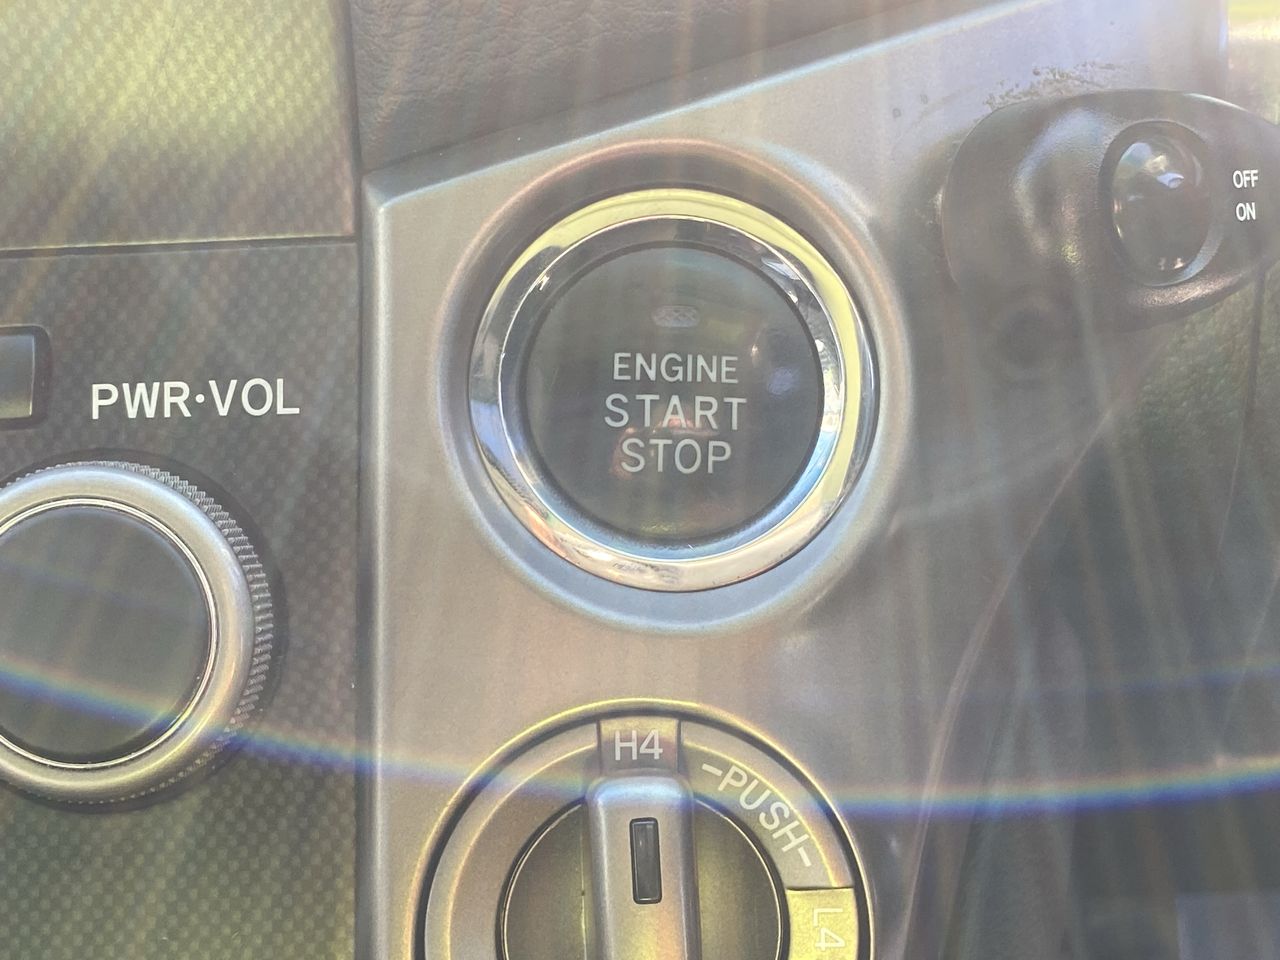 OFF
ON
ENGINE
START
STOP
PWR•VOL
H4
–PUSH–
L4